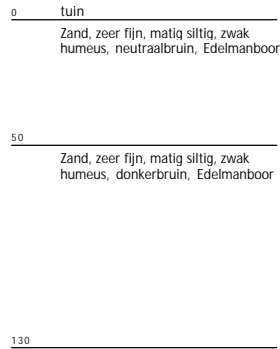 0 tuin
Zand, zeer fijn, matig siltig, zwak
humeus, neutraalbruin, Edelmanboor
50
Zand, zeer fijn, matig siltig, zwak
humeus, donkerbruin, Edelmanboor
130